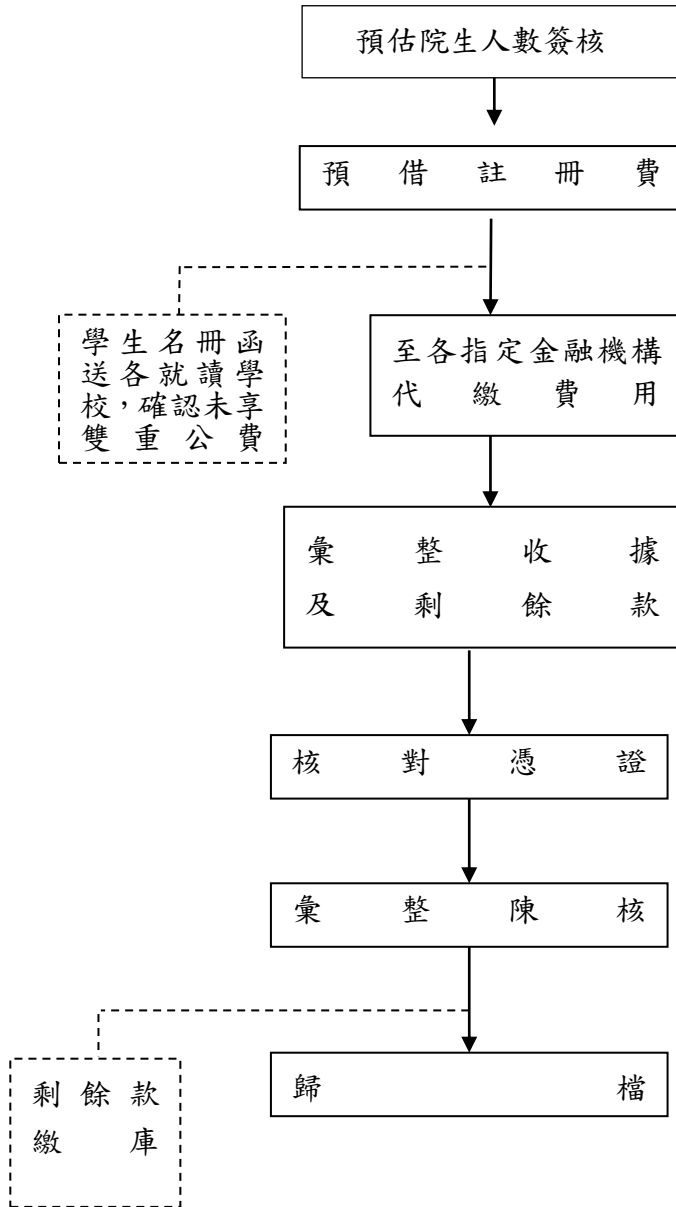 預估院生人數簽核
預借註冊費
學生名冊函
送各就讀學
校，確認未享
雙重公費
至各指定金融機構
代繳費用
彙整收據
及剩餘款
核對憑證
彙整陳核
剩餘款
繳庫
歸檔